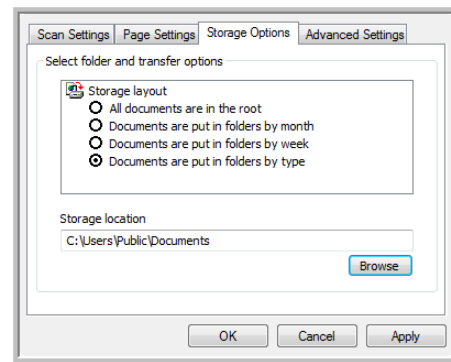 Scan Settings Page Settings Storage Options Advanced Settings
Select folder and transfer options
Storage layout
All documents are in the root
Documents are put in folders by month
Documents are put in folders by week
Documents are put in folders by type
Storage location
C:\Users\Public\Documents
Browse
OK Cancel Apply